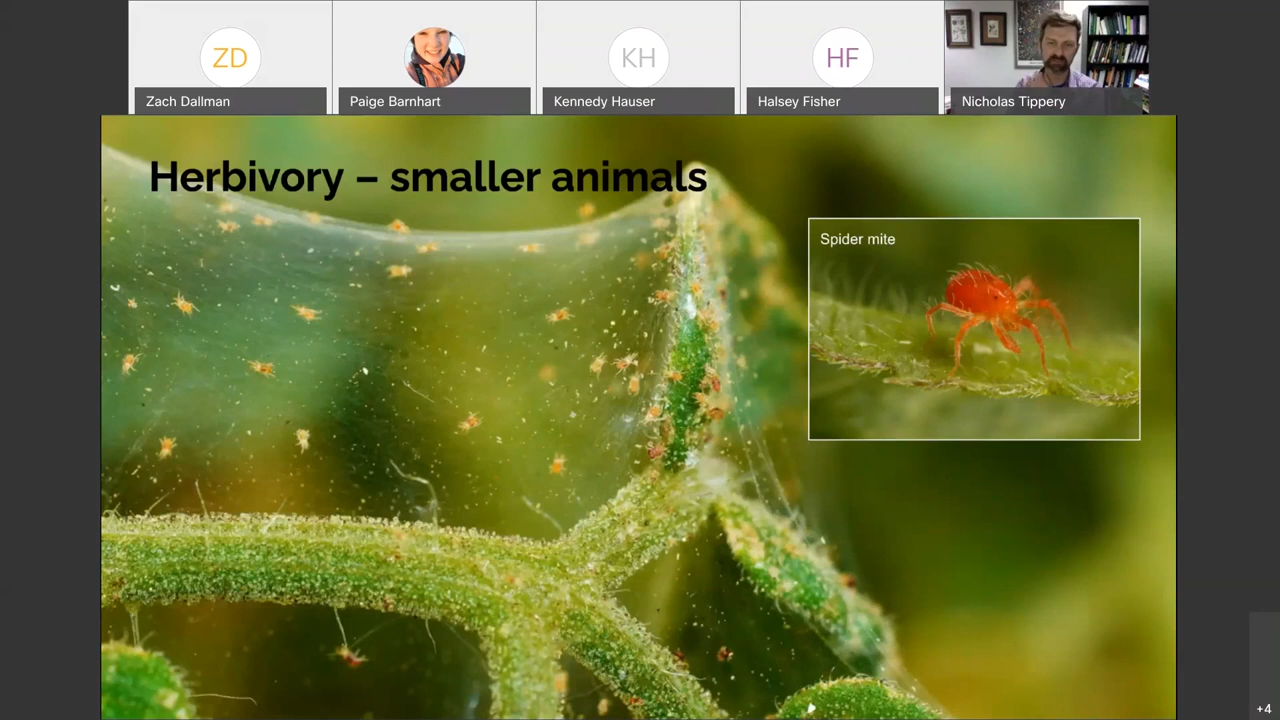 ZD
KH
HF
Zach Dallman
Paige Barnhart
Kennedy Hauser
Halsey Fisher
Nicholas Tippery
Herbivory – smaller animals
Spider mite
+4